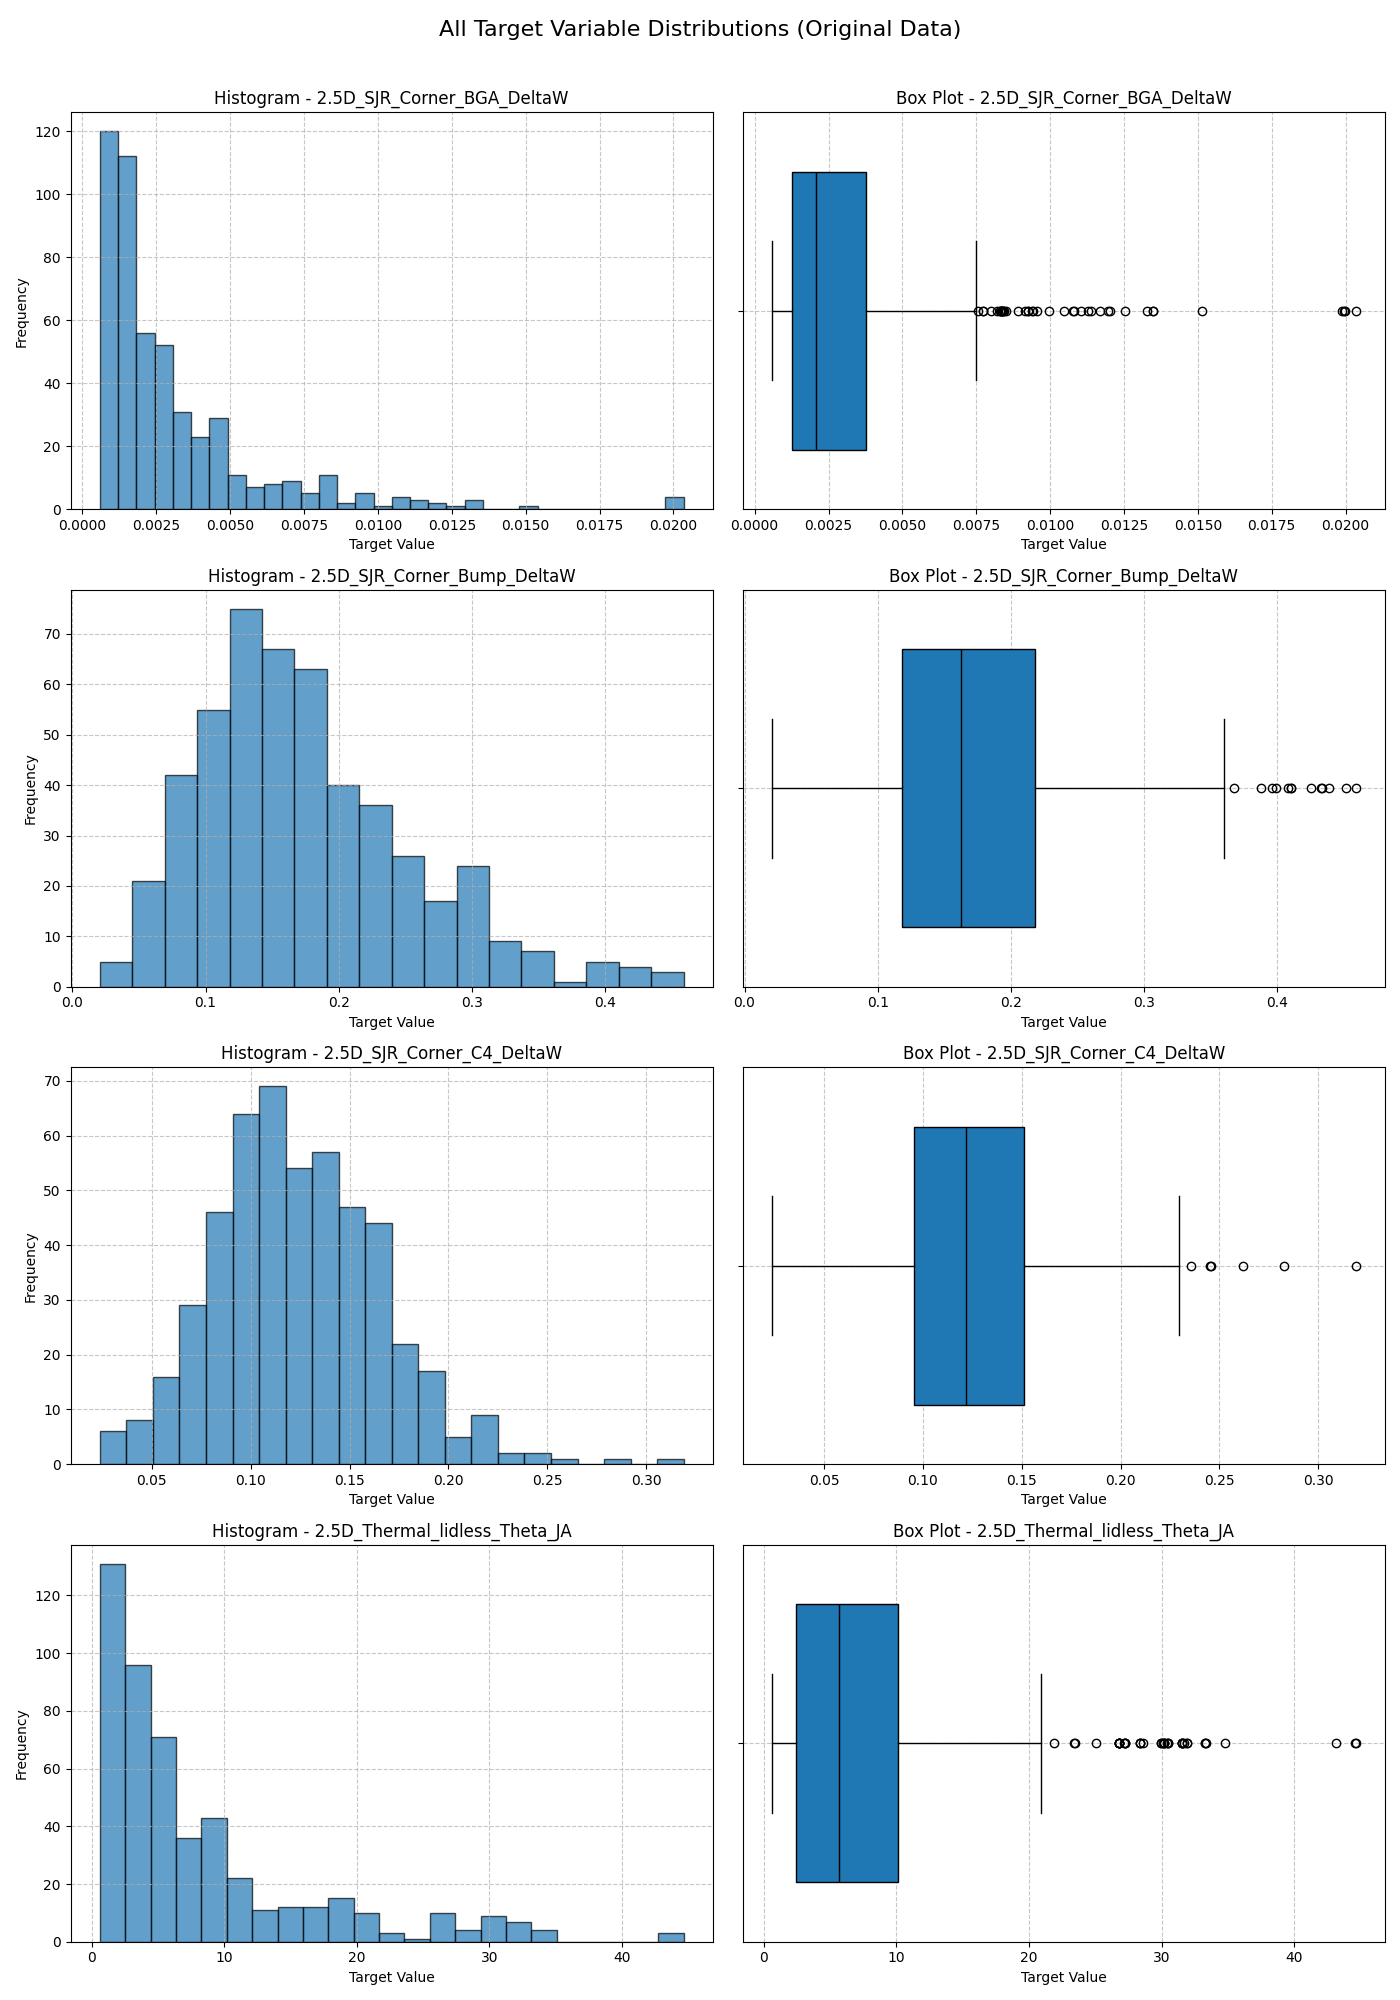 All Target Variable Distributions (Original Data)
Histogram - 2.5D_SJR_Corner_BGA_DeltaW
Frequency
120
100
80
60
40
20
0
0.0000 0.0025 0.0050 0.0075 0.0100 0.0125 0.0150 0.0175 0.0200
Target Value
Box Plot - 2.5D_SJR_Corner_BGA_DeltaW
0.0000 0.0025 0.0050 0.0075 0.0100 0.0125 0.0150 0.0175 0.0200
Target Value
Histogram - 2.5D_SJR_Corner_Bump_DeltaW
Frequency
70
60
50
40
30
20
10
0
0.0 0.1 0.2 0.3 0.4
Target Value
Box Plot - 2.5D_SJR_Corner_Bump_DeltaW
0.0 0.1 0.2 0.3 0.4
Target Value
Histogram - 2.5D_SJR_Corner_C4_DeltaW
Frequency
70
60
50
40
30
20
10
0
0.05 0.10 0.15 0.20 0.25 0.30
Target Value
Box Plot - 2.5D_SJR_Corner_C4_DeltaW
0.05 0.10 0.15 0.20 0.25 0.30
Target Value
Histogram - 2.5D_Thermal_lidless_Theta_JA
Frequency
120
100
80
60
40
20
0
0 10 20 30 40
Target Value
Box Plot - 2.5D_Thermal_lidless_Theta_JA
0 10 20 30 40
Target Value